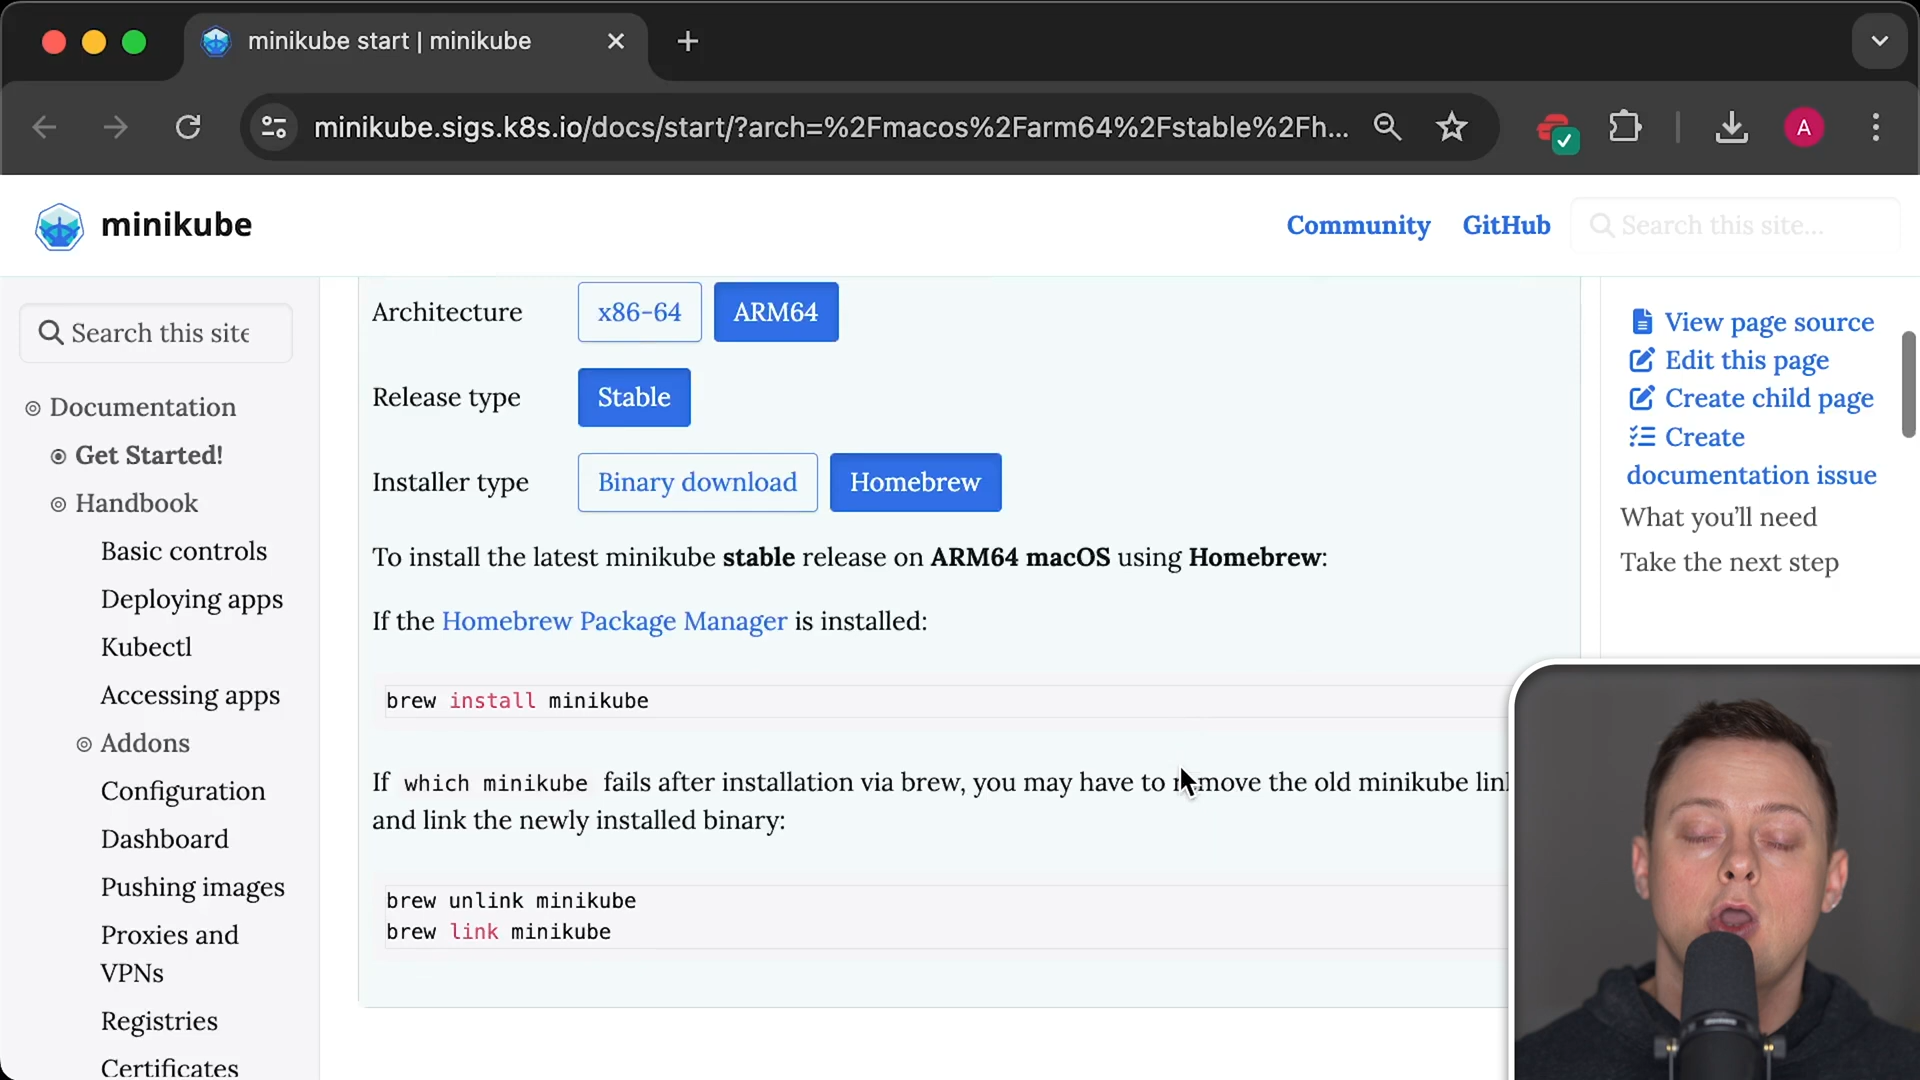 minikube start | minikube
minikube.sigs.k8s.io/docs/start/?arch=%2Fmacos%2Farm64%2Fstable%2Fh...
A
minikube
Community
GitHub
Search this site...
Search this site
Documentation
Get Started!
Handbook
Basic controls
Deploying apps
Kubectl
Accessing apps
Addons
Configuration
Dashboard
Pushing images
Proxies and
VPNs
Registries
Certificates
Architecture
x86-64
ARM64
Release type
Stable
Installer type
Binary download
Homebrew
To install the latest minikube stable release on ARM64 macOS using Homebrew:
If the Homebrew Package Manager is installed:
brew install minikube
If which minikube fails after installation via brew, you may have to remove the old minikube lin
and link the newly installed binary:
brew unlink minikube
brew link minikube
View page source
Edit this page
Create child page
Create
documentation issue
What you’ll need
Take the next step